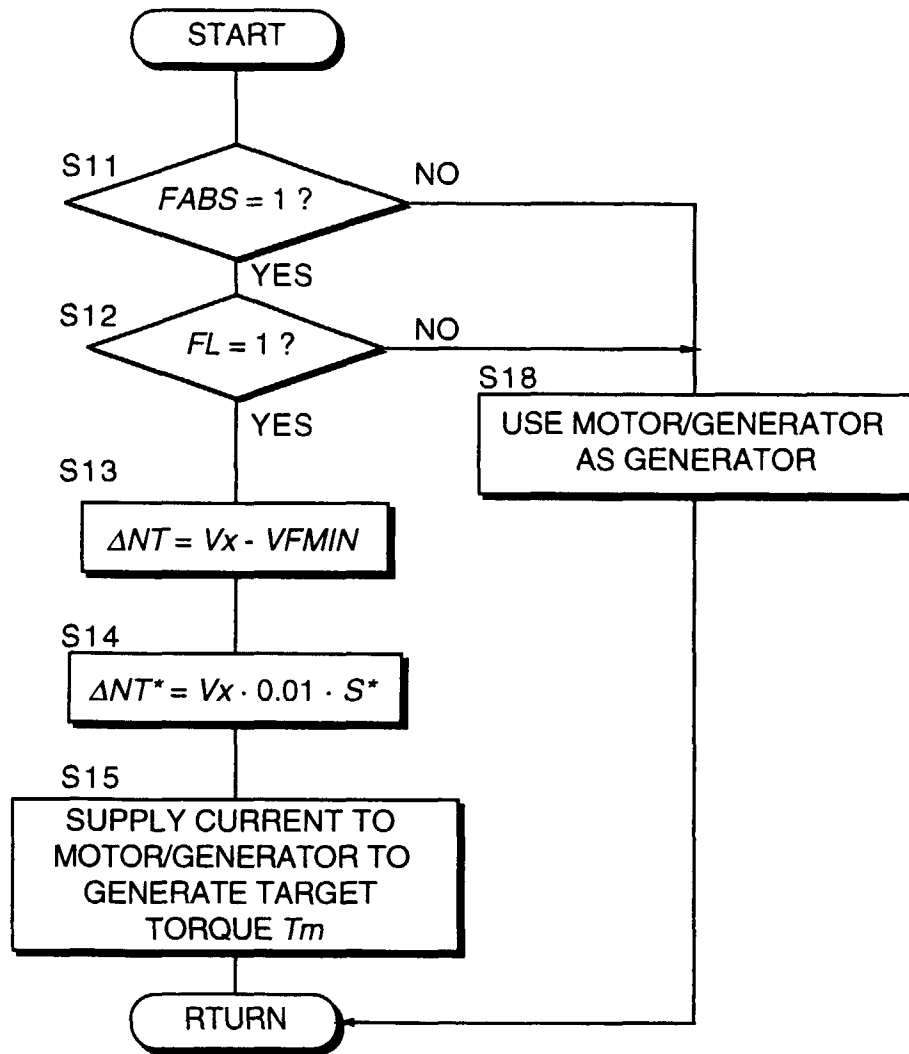 START
S11
FABS = 1 ?
NO
YES
S12
FL = 1 ?
NO
YES
S18
USE MOTOR/GENERATOR
AS GENERATOR
S13
ΔNT = Vx - VFMIN
S14
ΔNT* = Vx · 0.01 · S*
S15
SUPPLY CURRENT TO
MOTOR/GENERATOR TO
GENERATE TARGET
TORQUE Tm
RTURN